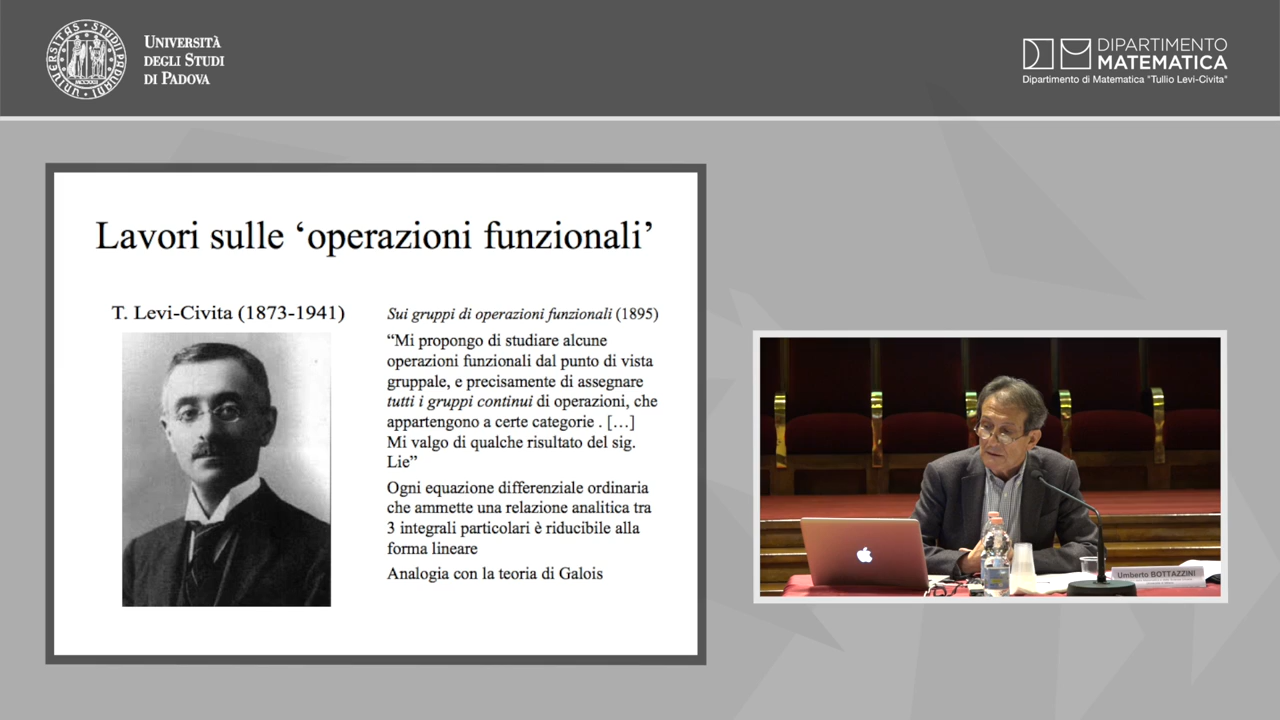 UNIVERSITÀ
DEGLI STUDI
DI PADOVA
DIPARTIMENTO
MATEMATICA
Dipartimento di Matematica "Tullio Levi-Civita"
Lavori sulle ‘operazioni funzionali’
T. Levi-Civita (1873-1941)
Sui gruppi di operazioni funzionali (1895)
“Mi propongo di studiare alcune
operazioni funzionali dal punto di vista
gruppale, e precisamente di assegnare
tutti i gruppi continui di operazioni, che
appartengono a certe categorie . […]
Mi valgo di qualche risultato del sig.
Lie”
Ogni equazione differenziale ordinaria
che ammette una relazione analitica tra
3 integrali particolari è riducibile alla
forma lineare
Analogia con la teoria di Galois
Umberto BOTTAZZINI